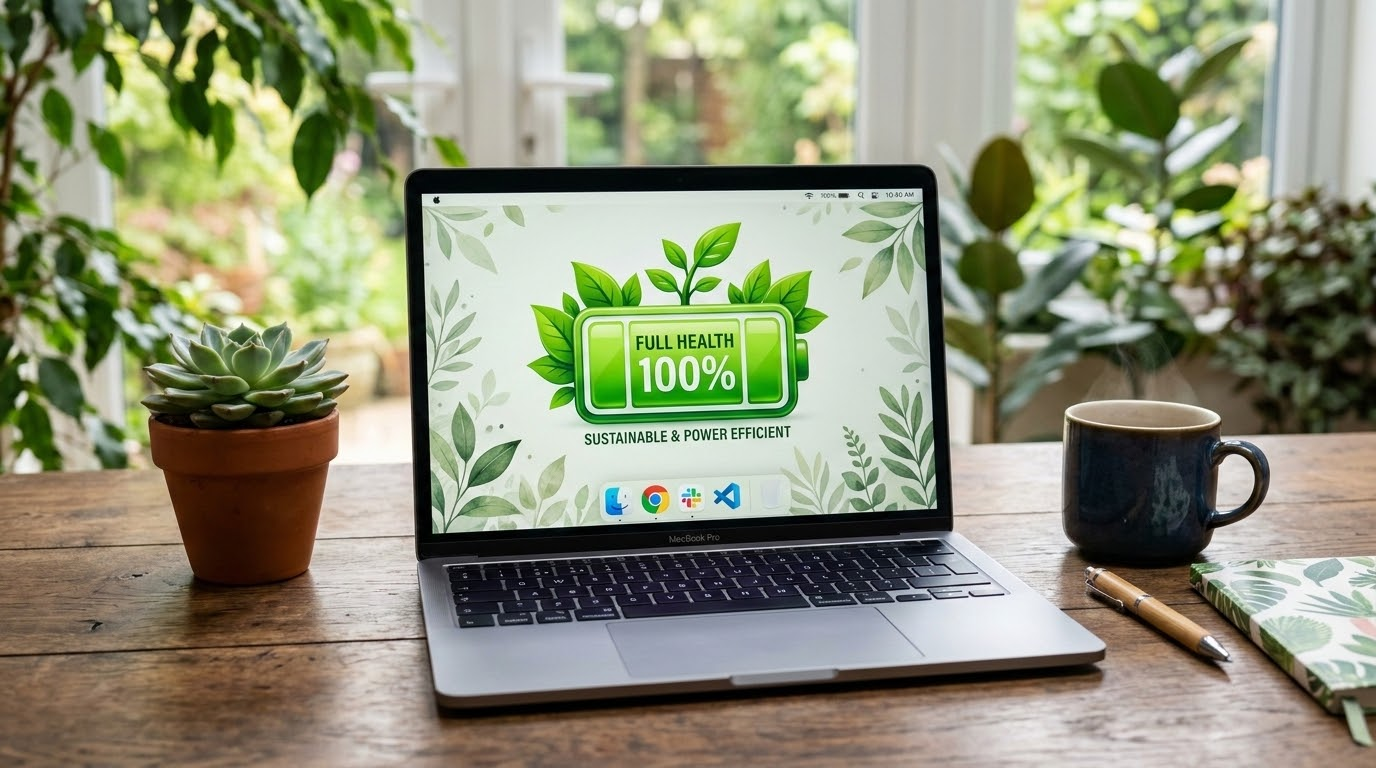 100% 10:30 AM
FULL HEALTH
100%
SUSTAINABLE & POWER EFFICIENT
MacBook Pro